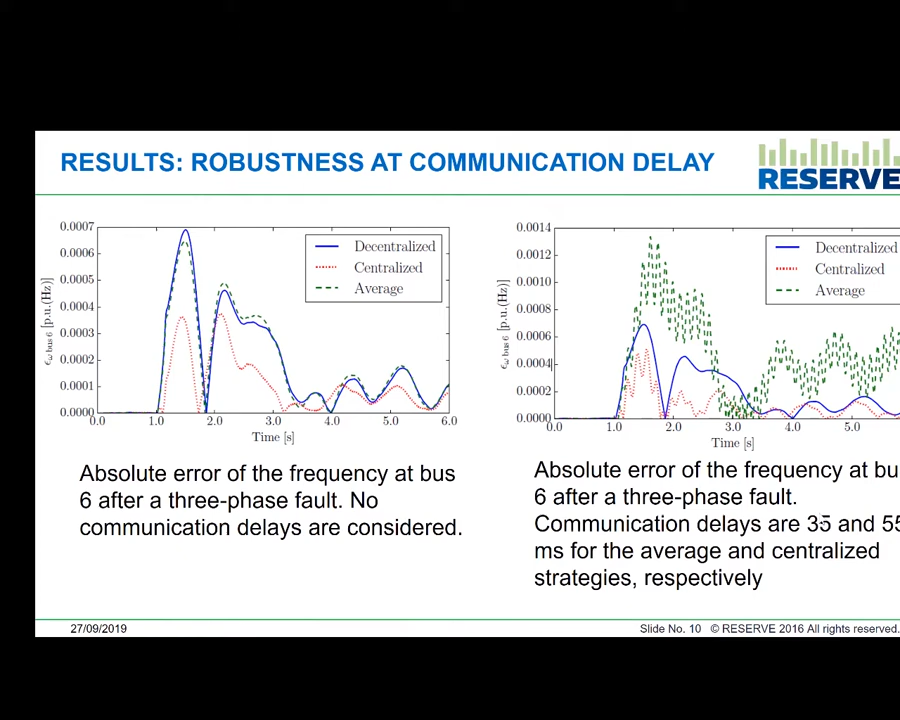 RESULTS: ROBUSTNESS AT COMMUNICATION DELAY
RESERVE
0.0007
0.0006
0.0005
0.0004
0.0003
0.0002
0.0001
0.0000
ϵω bus 6 [p.u.(Hz)]
0.0
1.0
2.0
3.0
4.0
5.0
6.0
Time [s]
Decentralized
Centralized
Average
0.0014
0.0012
0.0010
0.0008
0.0006
0.0004
0.0002
0.0000
ϵω bus 6 [p.u.(Hz)]
0.0
1.0
2.0
3.0
4.0
5.0
Time [s]
Decentralized
Centralized
Average
Absolute error of the frequency at bus
6 after a three-phase fault. No
communication delays are considered.
Absolute error of the frequency at bu
6 after a three-phase fault.
Communication delays are 35 and 55
ms for the average and centralized
strategies, respectively
27/09/2019
Slide No. 10 © RESERVE 2016 All rights reserved.